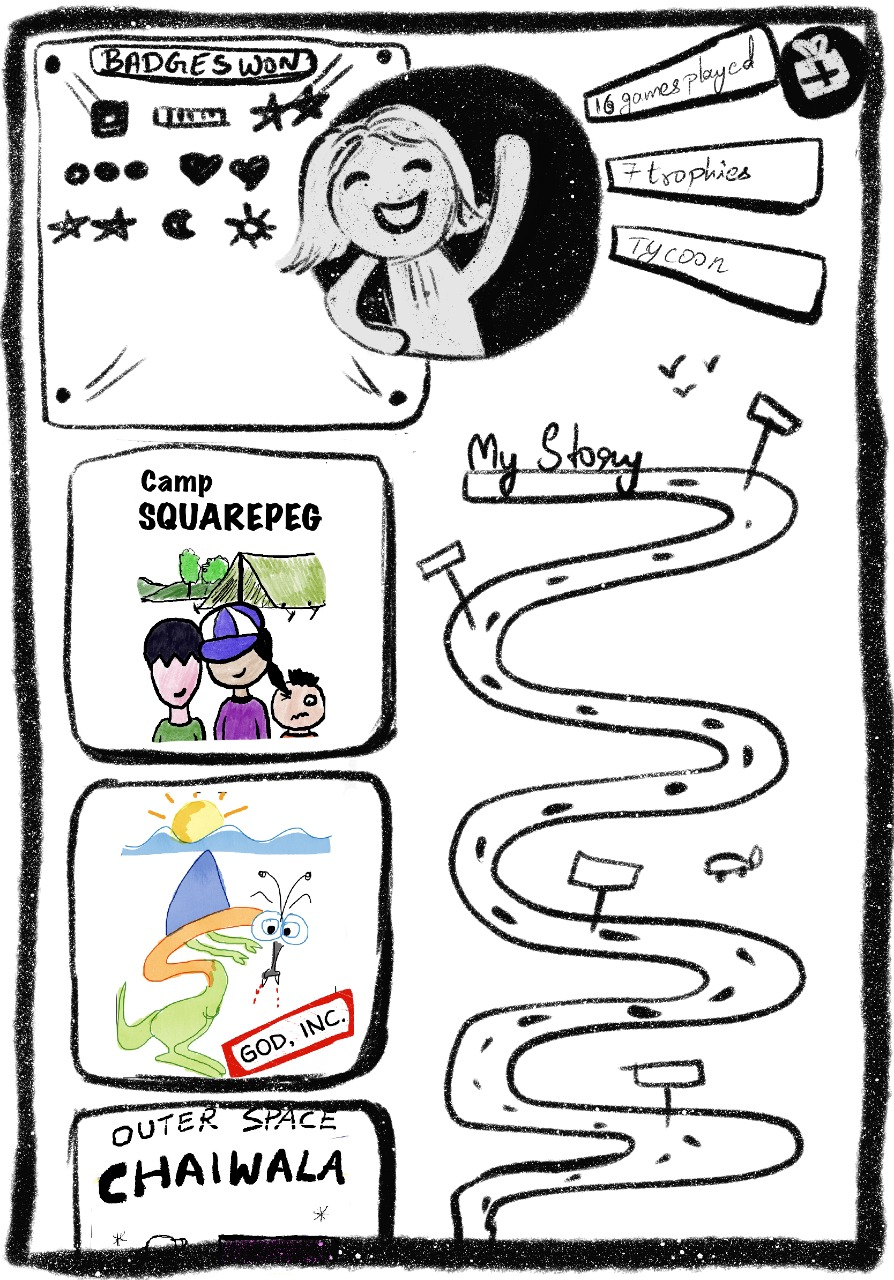 BADGES WON
16 games played
7 trophies
Tycoon
My Story
Camp
SQUAREPEG
GOD, INC.
OUTER SPACE
CHAIWALA